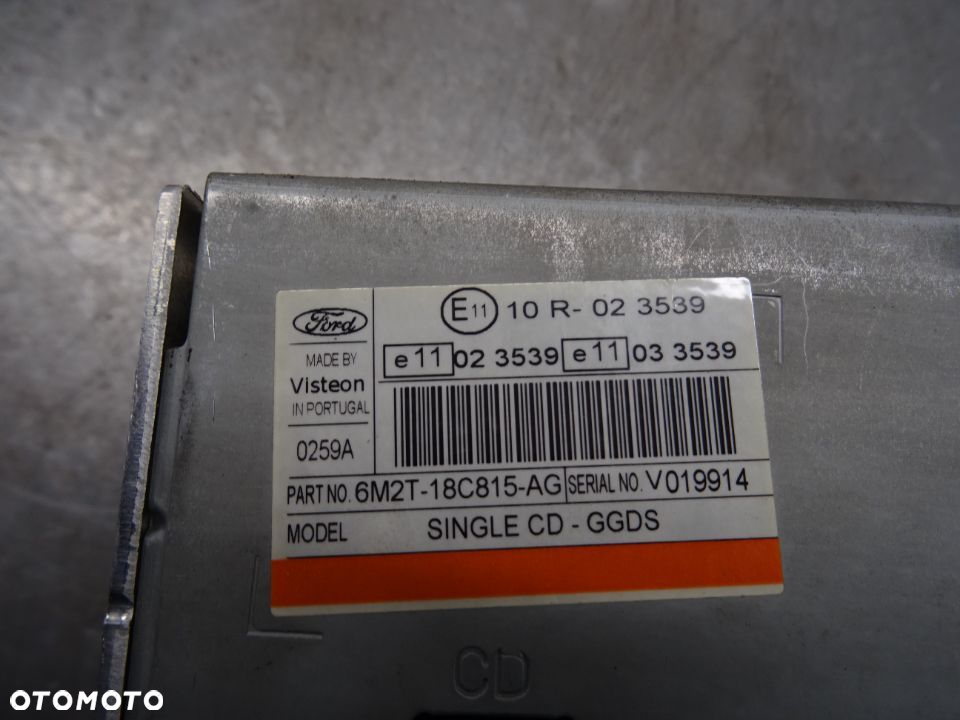 Ford
MADE BY
Visteon
IN PORTUGAL
0259A
E11 10 R- 02 3539
e11 02 3539 e11 03 3539
PART NO. 6M2T-18C815-AG SERIAL NO. V019914
MODEL SINGLE CD - GGDS
CD
OTOMOTO